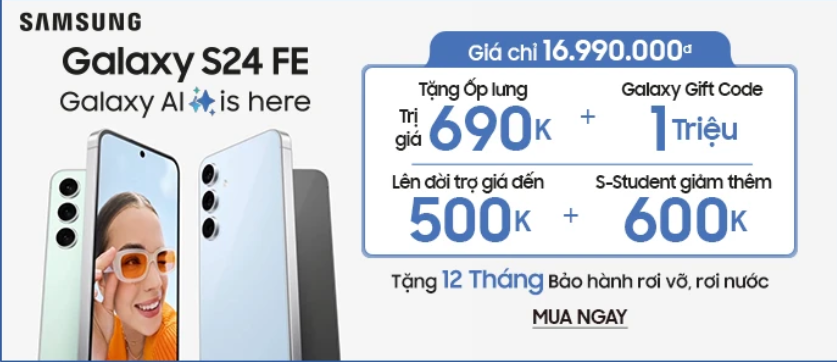 SAMSUNG
Galaxy S24 FE
Galaxy AI is here
Giá chỉ 16.990.000đ
Tặng Ốp lưng
Trị giá 690K
+
Galaxy Gift Code
1 Triệu
Lên đời trợ giá đến
500K
+
S-Student giảm thêm
600K
Tặng 12 Tháng Bảo hành rơi vỡ, rơi nước
MUA NGAY